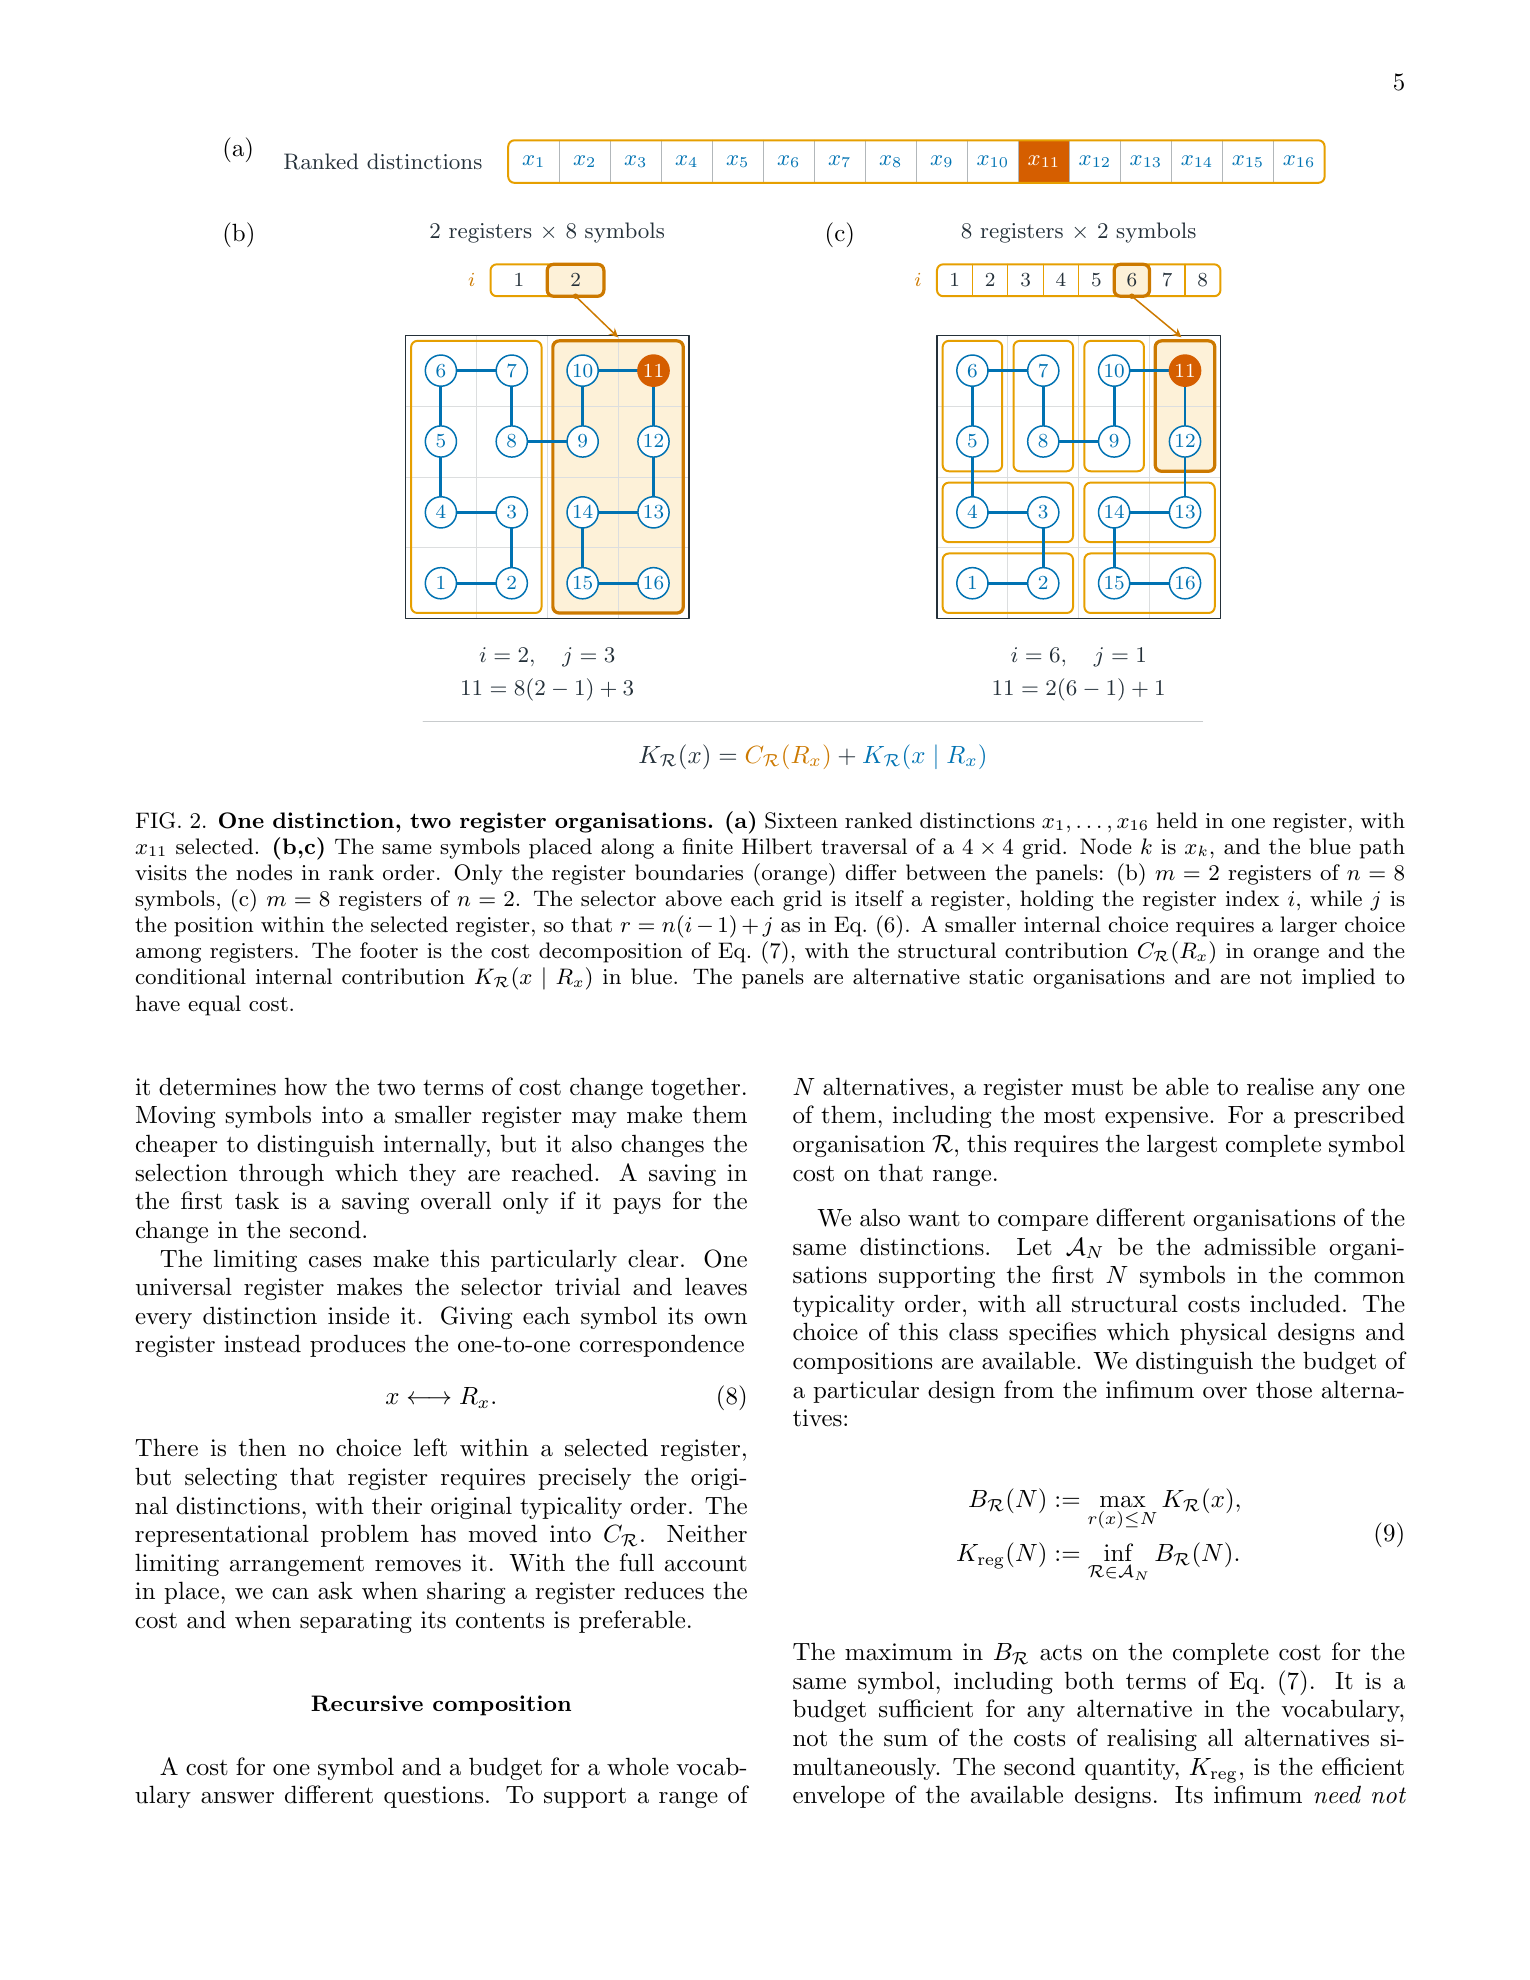 5
(a)
Ranked distinctions
x1 x2 x3 x4 x5 x6 x7 x8 x9 x10 x11 x12 x13 x14 x15 x16
(b)
2 registers × 8 symbols
i 1 2
6 7 10 11
5 8 9 12
4 3 14 13
1 2 15 16
i = 2, j = 3
11 = 8(2 − 1) + 3
(c)
8 registers × 2 symbols
i 1 2 3 4 5 6 7 8
6 7 10 11
5 8 9 12
4 3 14 13
1 2 15 16
i = 6, j = 1
11 = 2(6 − 1) + 1
K_ℛ(x) = C_ℛ(R_x) + K_ℛ(x | R_x)
FIG. 2. One distinction, two register organisations. (a) Sixteen ranked distinctions x1, . . . , x16 held in one register, with
x11 selected. (b,c) The same symbols placed along a finite Hilbert traversal of a 4 × 4 grid. Node k is x_k, and the blue path
visits the nodes in rank order. Only the register boundaries (orange) differ between the panels: (b) m = 2 registers of n = 8
symbols, (c) m = 8 registers of n = 2. The selector above each grid is itself a register, holding the register index i, while j is
the position within the selected register, so that r = n(i − 1) + j as in Eq. (6). A smaller internal choice requires a larger choice
among registers. The footer is the cost decomposition of Eq. (7), with the structural contribution C_ℛ(R_x) in orange and the
conditional internal contribution K_ℛ(x | R_x) in blue. The panels are alternative static organisations and are not implied to
have equal cost.
it determines how the two terms of cost change together.
Moving symbols into a smaller register may make them
cheaper to distinguish internally, but it also changes the
selection through which they are reached. A saving in
the first task is a saving overall only if it pays for the
change in the second.
The limiting cases make this particularly clear. One
universal register makes the selector trivial and leaves
every distinction inside it. Giving each symbol its own
register instead produces the one-to-one correspondence
x ⟷ R_x. (8)
There is then no choice left within a selected register,
but selecting that register requires precisely the origi-
nal distinctions, with their original typicality order. The
representational problem has moved into C_ℛ. Neither
limiting arrangement removes it. With the full account
in place, we can ask when sharing a register reduces the
cost and when separating its contents is preferable.
Recursive composition
A cost for one symbol and a budget for a whole vocab-
ulary answer different questions. To support a range of
N alternatives, a register must be able to realise any one
of them, including the most expensive. For a prescribed
organisation ℛ, this requires the largest complete symbol
cost on that range.
We also want to compare different organisations of the
same distinctions. Let 𝒜_N be the admissible organi-
sations supporting the first N symbols in the common
typicality order, with all structural costs included. The
choice of this class specifies which physical designs and
compositions are available. We distinguish the budget of
a particular design from the infimum over those alterna-
tives:
B_ℛ(N) := max_{r(x)≤N} K_ℛ(x),
K_reg(N) := inf_{ℛ∈𝒜_N} B_ℛ(N). (9)
The maximum in B_ℛ acts on the complete cost for the
same symbol, including both terms of Eq. (7). It is a
budget sufficient for any alternative in the vocabulary,
not the sum of the costs of realising all alternatives si-
multaneously. The second quantity, K_reg, is the efficient
envelope of the available designs. Its infimum need not